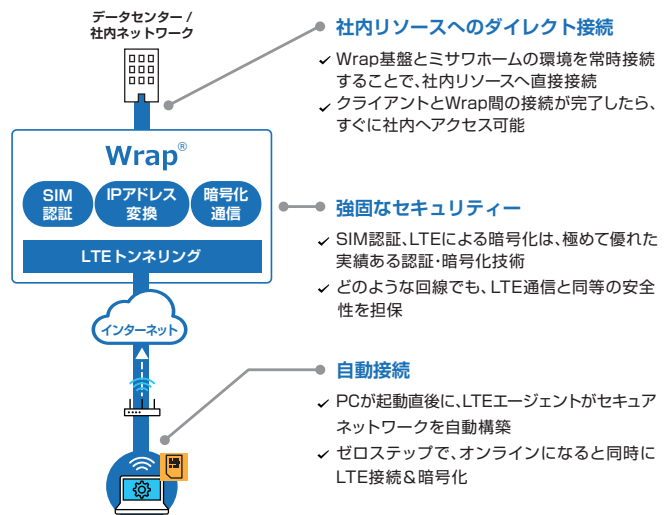 データセンター /
社内ネットワーク
Wrap®
SIM
認証
IPアドレス
変換
暗号化
通信
LTEトンネリング
インターネット
社内リソースへのダイレクト接続
✓ Wrap基盤とミサワホームの環境を常時接続
することで、社内リソースへ直接接続
✓ クライアントとWrap間の接続が完了したら、
すぐに社内へアクセス可能
強固なセキュリティー
✓ SIM認証、LTEによる暗号化は、極めて優れた
実績ある認証・暗号化技術
✓ どのような回線でも、LTE通信と同等の安全
性を担保
自動接続
✓ PCが起動直後に、LTEエージェントがセキュア
ネットワークを自動構築
✓ ゼロステップで、オンラインになると同時に
LTE接続&暗号化